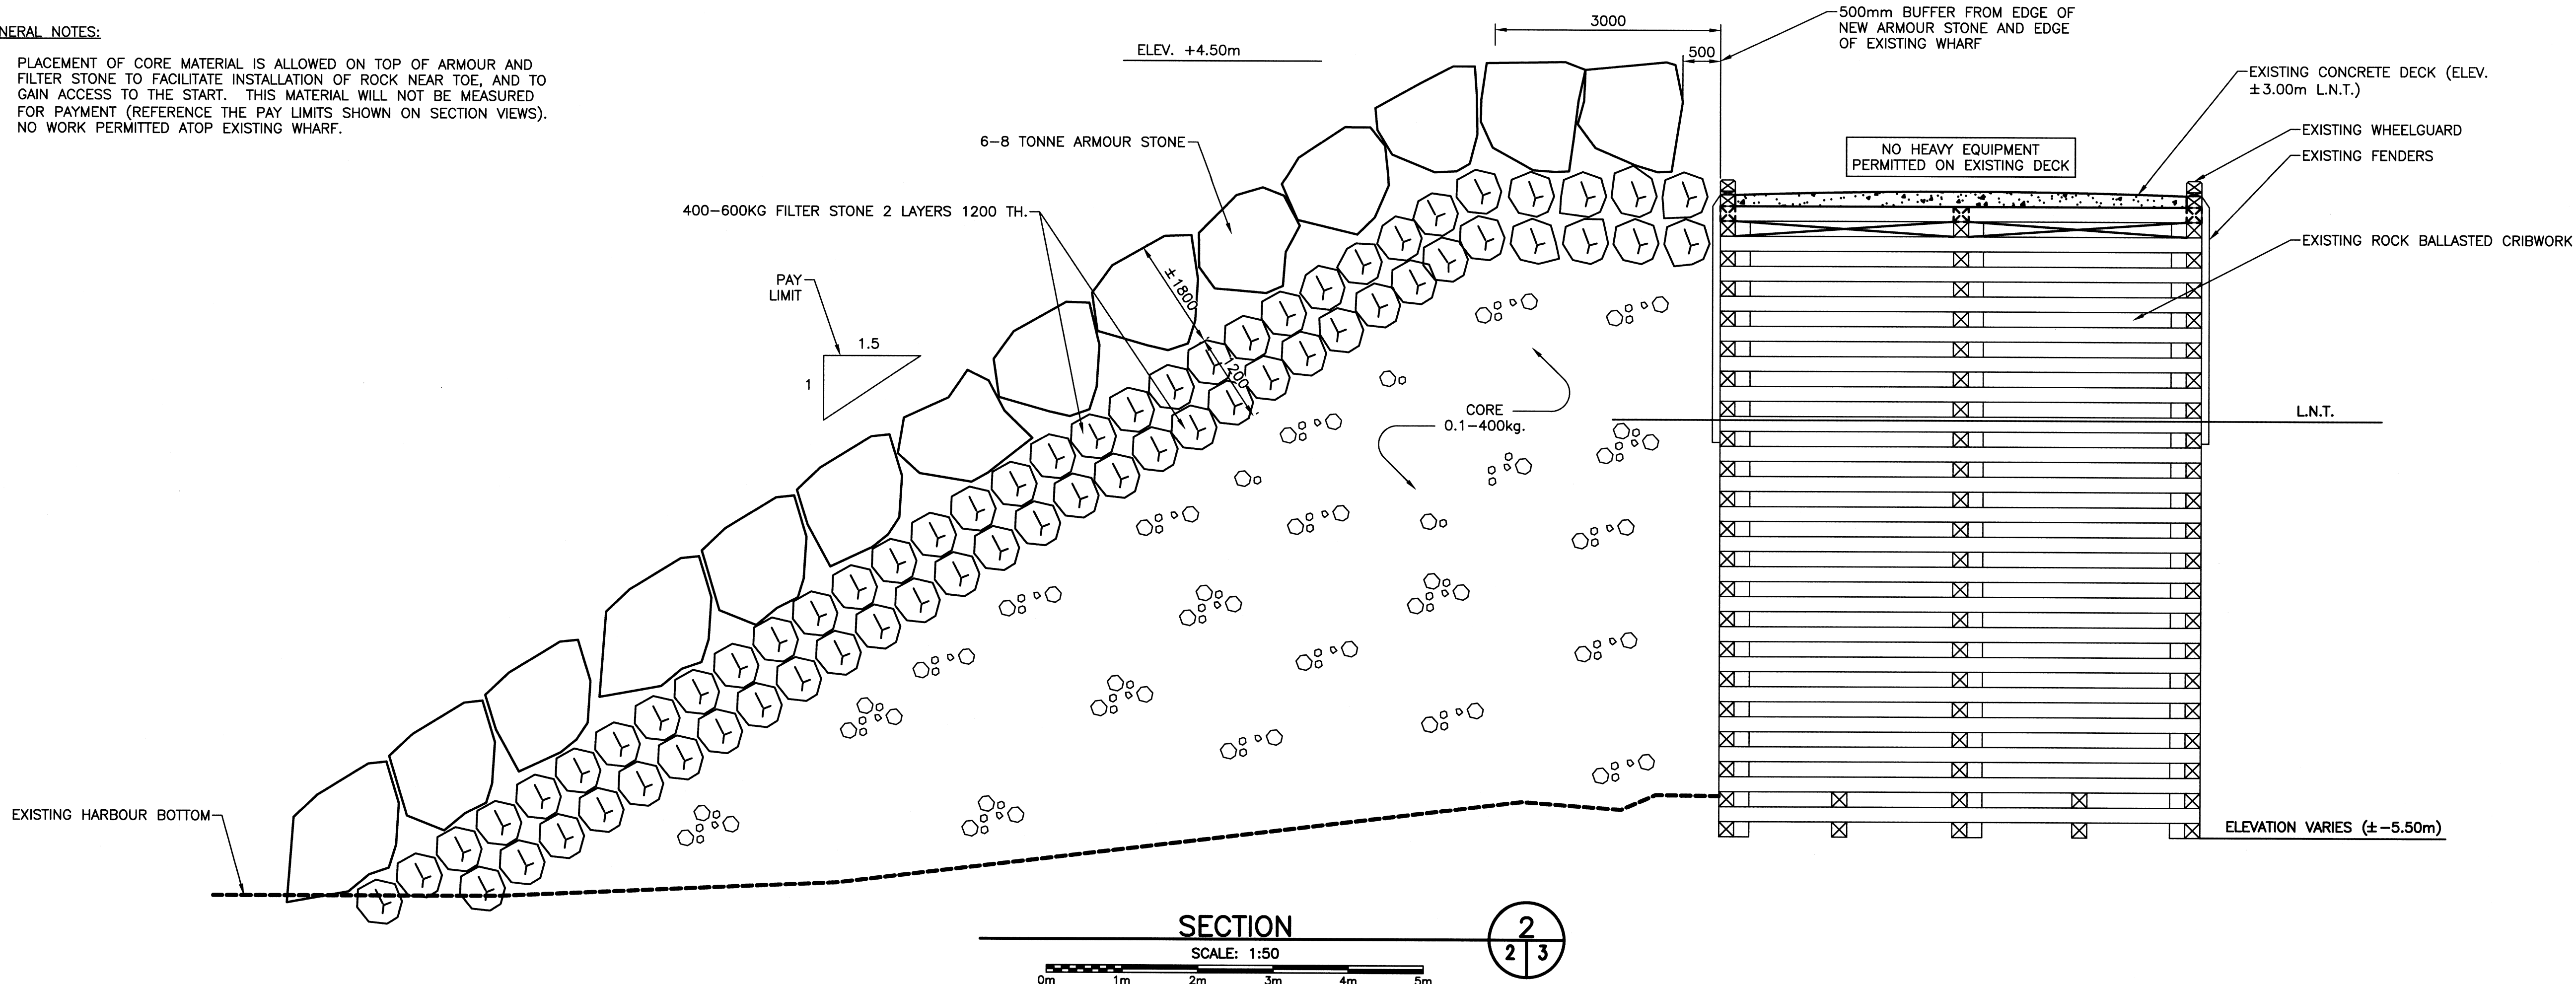 NERAL NOTES:
PLACEMENT OF CORE MATERIAL IS ALLOWED ON TOP OF ARMOUR AND
FILTER STONE TO FACILITATE INSTALLATION OF ROCK NEAR TOE, AND TO
GAIN ACCESS TO THE START. THIS MATERIAL WILL NOT BE MEASURED
FOR PAYMENT (REFERENCE THE PAY LIMITS SHOWN ON SECTION VIEWS).
NO WORK PERMITTED ATOP EXISTING WHARF.
ELEV. +4.50m
3000
500
500mm BUFFER FROM EDGE OF
NEW ARMOUR STONE AND EDGE
OF EXISTING WHARF
EXISTING CONCRETE DECK (ELEV.
±3.00m L.N.T.)
EXISTING WHEELGUARD
EXISTING FENDERS
NO HEAVY EQUIPMENT
PERMITTED ON EXISTING DECK
EXISTING ROCK BALLASTED CRIBWORK
6-8 TONNE ARMOUR STONE
400-600KG FILTER STONE 2 LAYERS 1200 TH.
PAY
LIMIT
1.5
1
±1800
1200
CORE
0.1-400kg.
L.N.T.
EXISTING HARBOUR BOTTOM
ELEVATION VARIES (±-5.50m)
SECTION
SCALE: 1:50
2
2 3
0m 1m 2m 3m 4m 5m